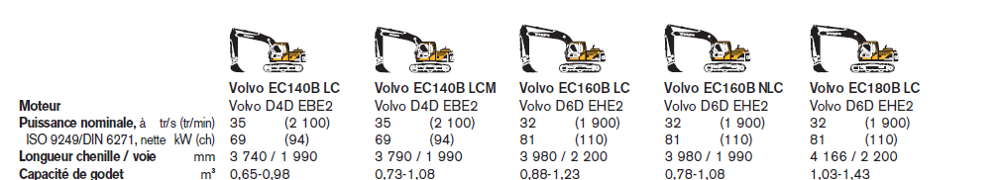 Volvo EC140B LC Volvo EC140B LCM Volvo EC160B LC Volvo EC160B NLC Volvo EC180B LC
Moteur Volvo D4D EBE2 Volvo D4D EBE2 Volvo D6D EHE2 Volvo D6D EHE2 Volvo D6D EHE2
Puissance nominale, à tr/s (tr/min) 35 (2 100) 35 (2 100) 32 (1 900) 32 (1 900) 32 (1 900)
ISO 9249/DIN 6271, nette kW (ch) 69 (94) 69 (94) 81 (110) 81 (110) 81 (110)
Longueur chenille / voie mm 3 740 / 1 990 3 790 / 1 990 3 980 / 2 200 3 980 / 1 990 4 166 / 2 200
Capacité de godet m³ 0,65-0,98 0,73-1,08 0,88-1,23 0,78-1,08 1,03-1,43